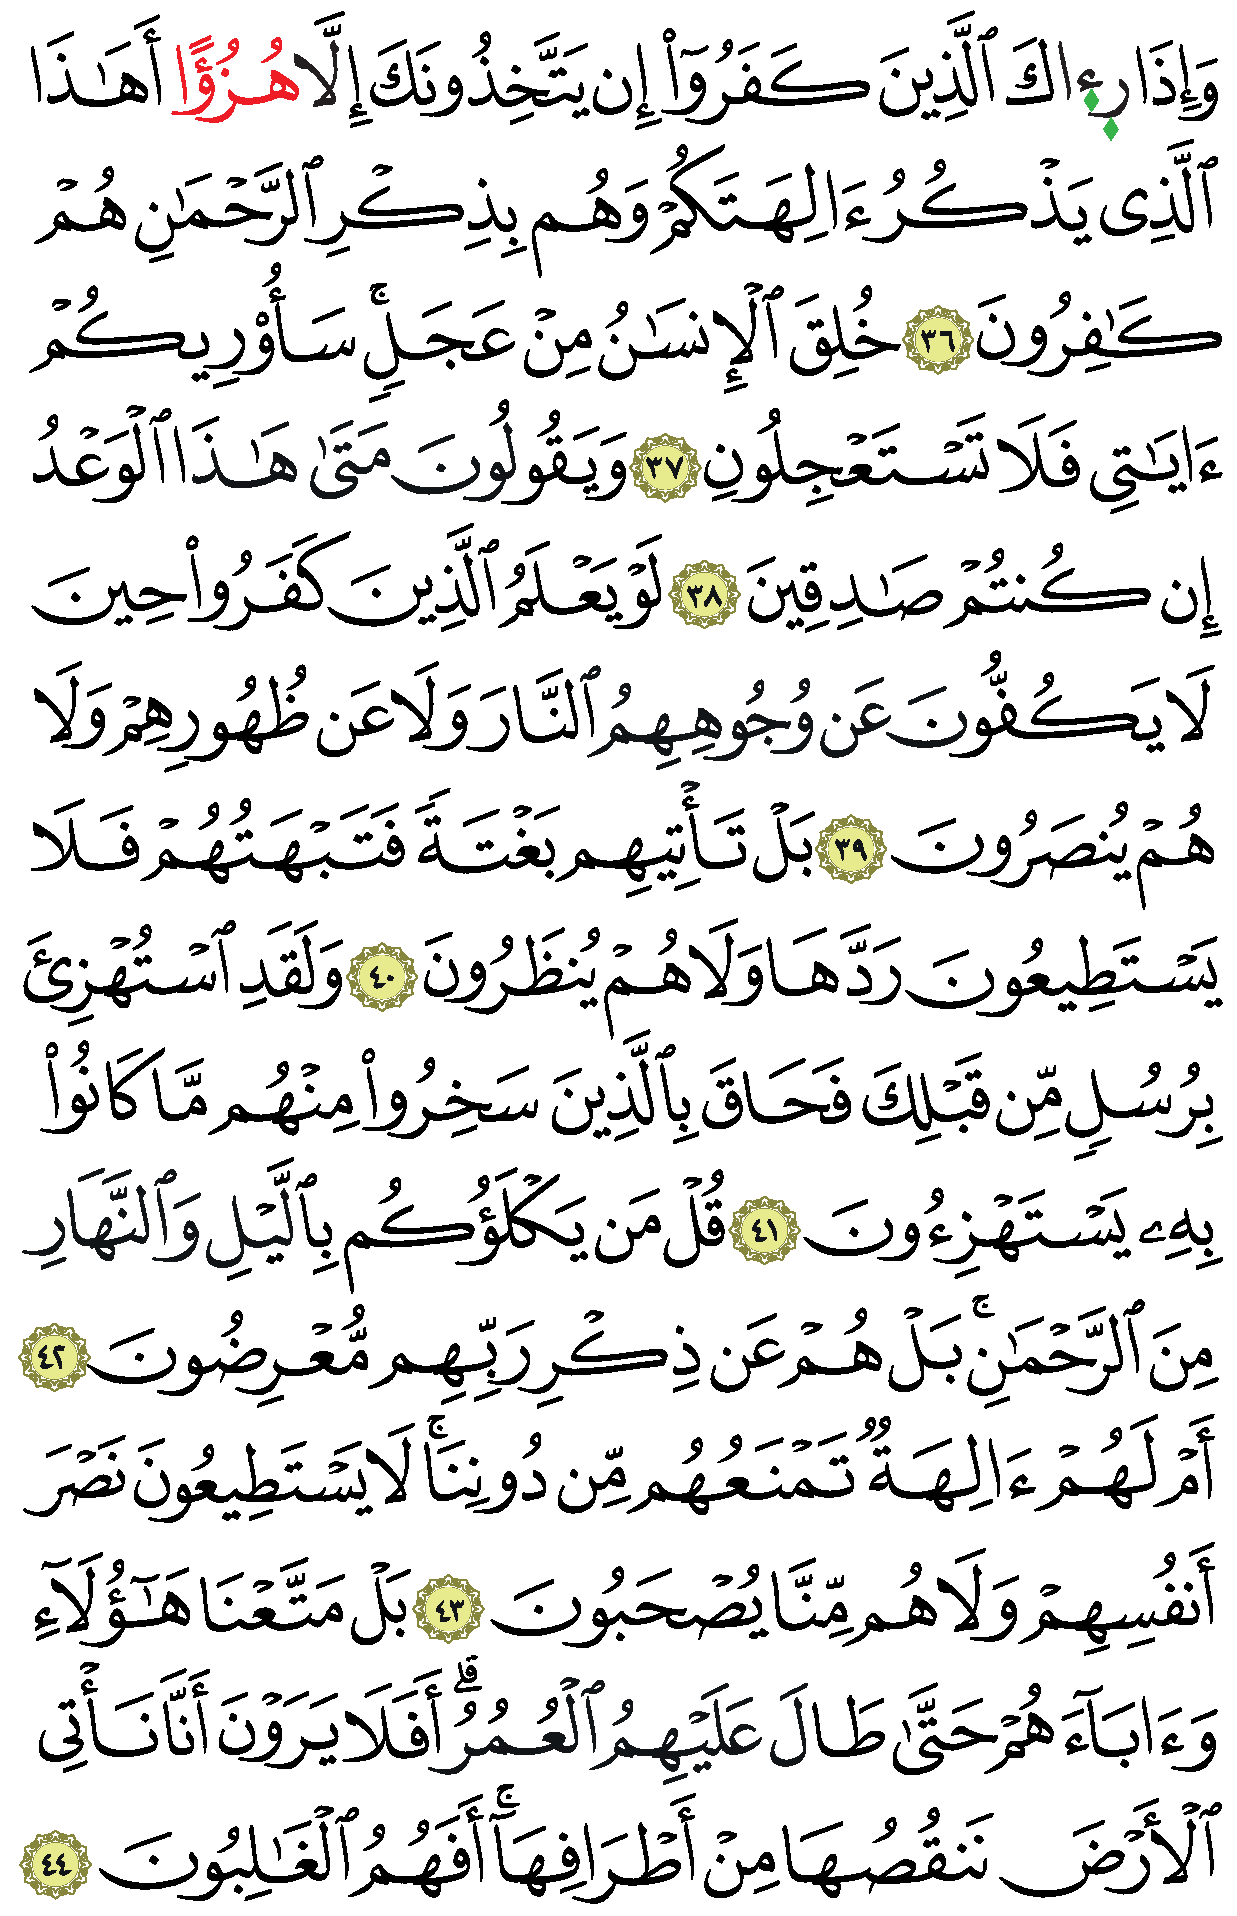 وَإِذَا رِءِاكَ ٱلَّذِينَ كَفَرُوٓا۟ إِن يَتَّخِذُونَكَ إِلَّا هُزُؤًا أَهَـٰذَا
ٱلَّذِى يَذْكُرُ ءَالِهَتَكُمْ وَهُم بِذِكْرِ ٱلرَّحْمَـٰنِ هُمْ
كَـٰفِرُونَ ٣٦ خُلِقَ ٱلْإِنسَـٰنُ مِنْ عَجَلٍ ۚ سَأُو۟رِيكُمْ
ءَايَـٰتِى فَلَا تَسْتَعْجِلُونِ ٣٧ وَيَقُولُونَ مَتَىٰ هَـٰذَا ٱلْوَعْدُ
إِن كُنتُمْ صَـٰدِقِينَ ٣٨ لَوْ يَعْلَمُ ٱلَّذِينَ كَفَرُوا۟ حِينَ
لَا يَكُفُّونَ عَن وُجُوهِهِمُ ٱلنَّارَ وَلَا عَن ظُهُورِهِمْ وَلَا
هُمْ يُنصَرُونَ ٣٩ بَلْ تَأْتِيهِم بَغْتَةً فَتَبْهَتُهُمْ فَلَا
يَسْتَطِيعُونَ رَدَّهَا وَلَا هُمْ يُنظَرُونَ ٤٠ وَلَقَدِ ٱسْتُهْزِئَ
بِرُسُلٍ مِّن قَبْلِكَ فَحَاقَ بِٱلَّذِينَ سَخِرُوا۟ مِنْهُم مَّا كَانُوا۟
بِهِۦ يَسْتَهْزِءُونَ ٤١ قُلْ مَن يَكْلَؤُكُم بِٱلَّيْلِ وَٱلنَّهَارِ
مِنَ ٱلرَّحْمَـٰنِ ۚ بَلْ هُمْ عَن ذِكْرِ رَبِّهِم مُّعْرِضُونَ ٤٢
أَمْ لَهُمْ ءَالِهَةٌ تَمْنَعُهُم مِّن دُونِنَا ۚ لَا يَسْتَطِيعُونَ نَصْرَ
أَنفُسِهِمْ وَلَا هُم مِّنَّا يُصْحَبُونَ ٤٣ بَلْ مَتَّعْنَا هَـٰٓؤُلَآءِ
وَءَابَآءَهُمْ حَتَّىٰ طَالَ عَلَيْهِمُ ٱلْعُمُرُ ۗ أَفَلَا يَرَوْنَ أَنَّا نَأْتِى
ٱلْأَرْضَ نَنقُصُهَا مِنْ أَطْرَافِهَآ ۚ أَفَهُمُ ٱلْغَـٰلِبُونَ ٤٤